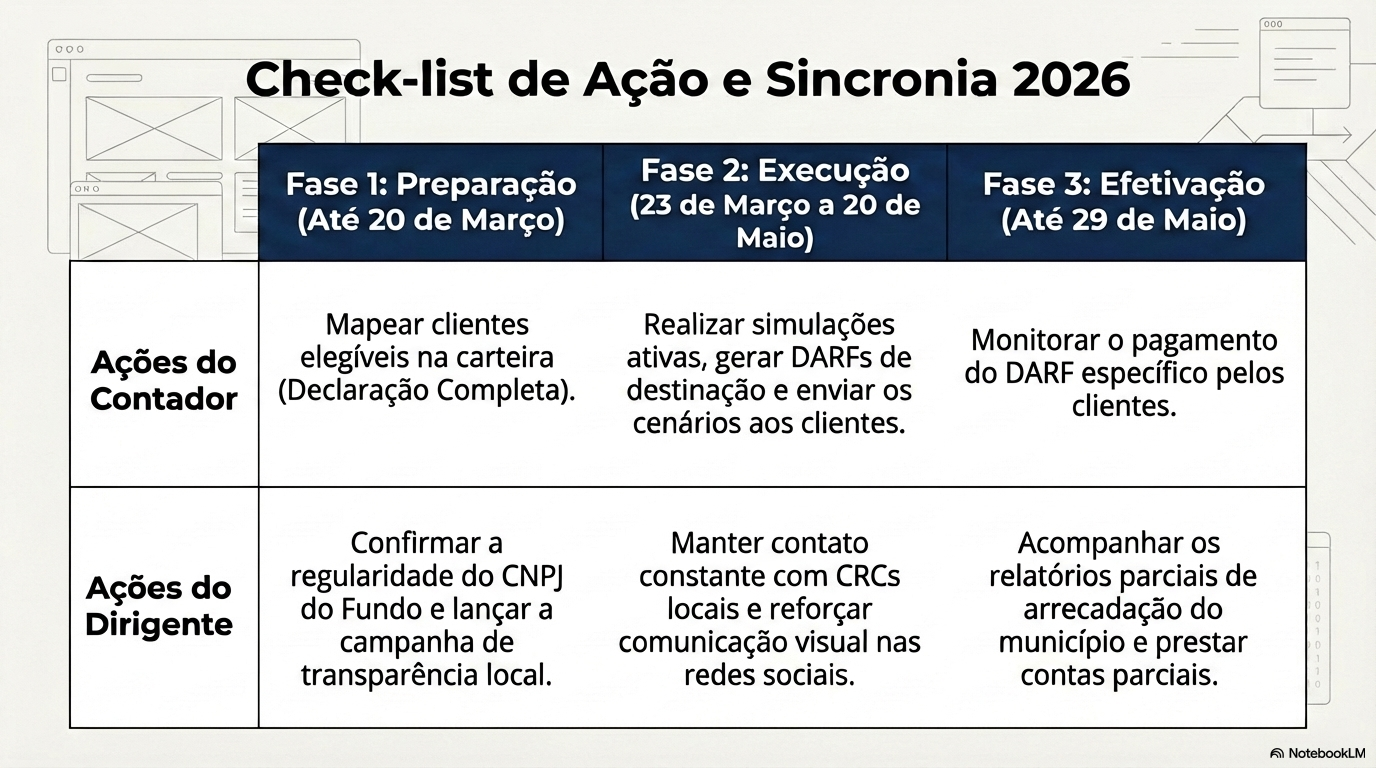 Check-list de Ação e Sincronia 2026
Fase 1: Preparação
(Até 20 de Março)
Fase 2: Execução
(23 de Março a 20 de
Maio)
Fase 3: Efetivação
(Até 29 de Maio)
Ações do
Contador
Mapear clientes
elegíveis na carteira
(Declaração Completa).
Realizar simulações
ativas, gerar DARFs de
destinação e enviar os
cenários aos clientes.
Monitorar o pagamento
do DARF específico pelos
clientes.
Ações do
Dirigente
Confirmar a
regularidade do CNPJ
do Fundo e lançar a
campanha de
transparência local.
Manter contato
constante com CRCs
locais e reforçar
comunicação visual nas
redes sociais.
Acompanhar os
relatórios parciais de
arrecadação do
município e prestar
contas parciais.
NotebookLM